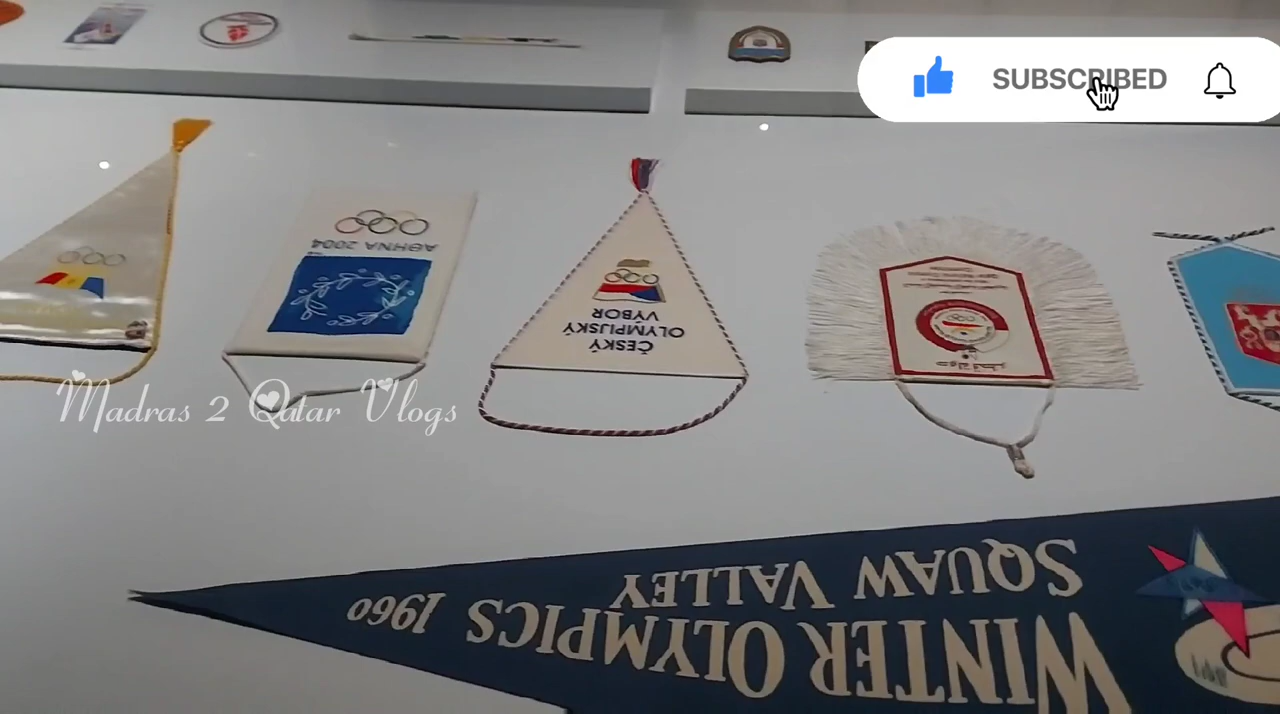 SUBSCRIBED
ΑΘΗΝΑ 2004
ČESKÝ
OLYMPIJSKÝ
VÝBOR
Madras 2 Qatar Vlogs
WINTER OLYMPICS 1960
SQUAW VALLEY